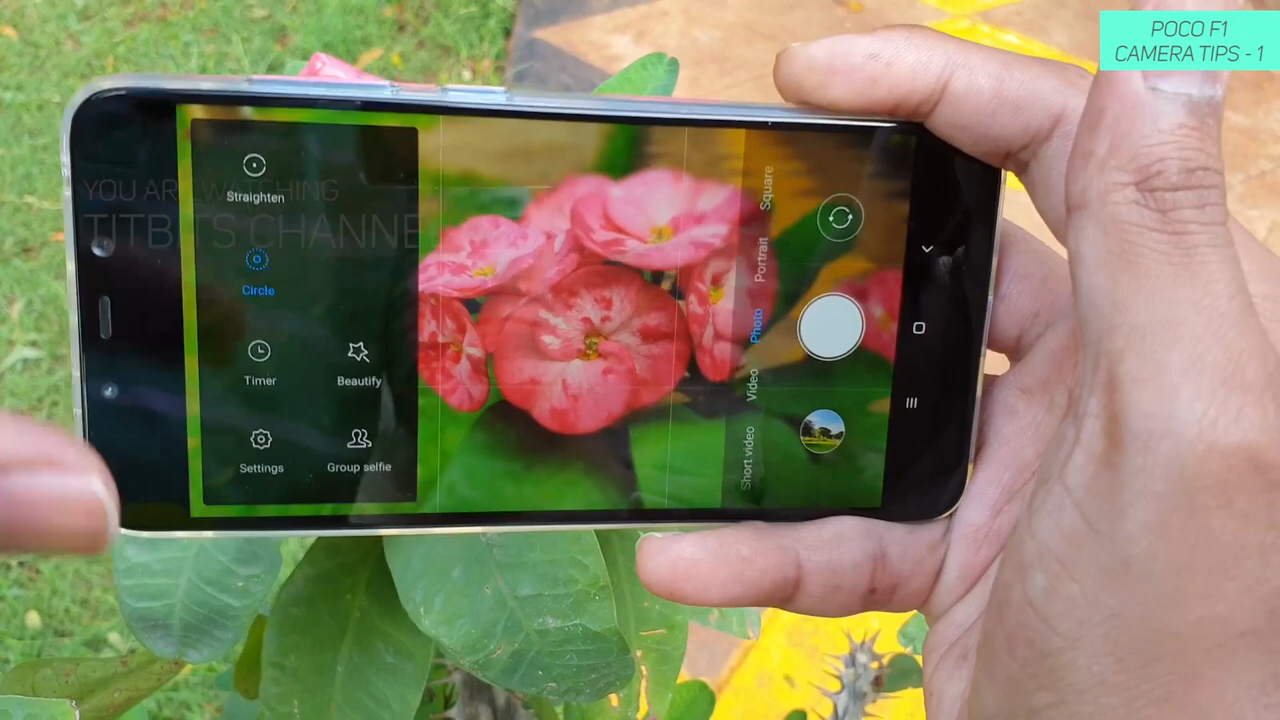 POCO F1
CAMERA TIPS - 1
YOU ARE WATCHING
TITBITS CHANNEL
Straighten
Circle
Timer
Beautify
Settings
Group selfie
Square
Portrait
Photo
Video
Short video